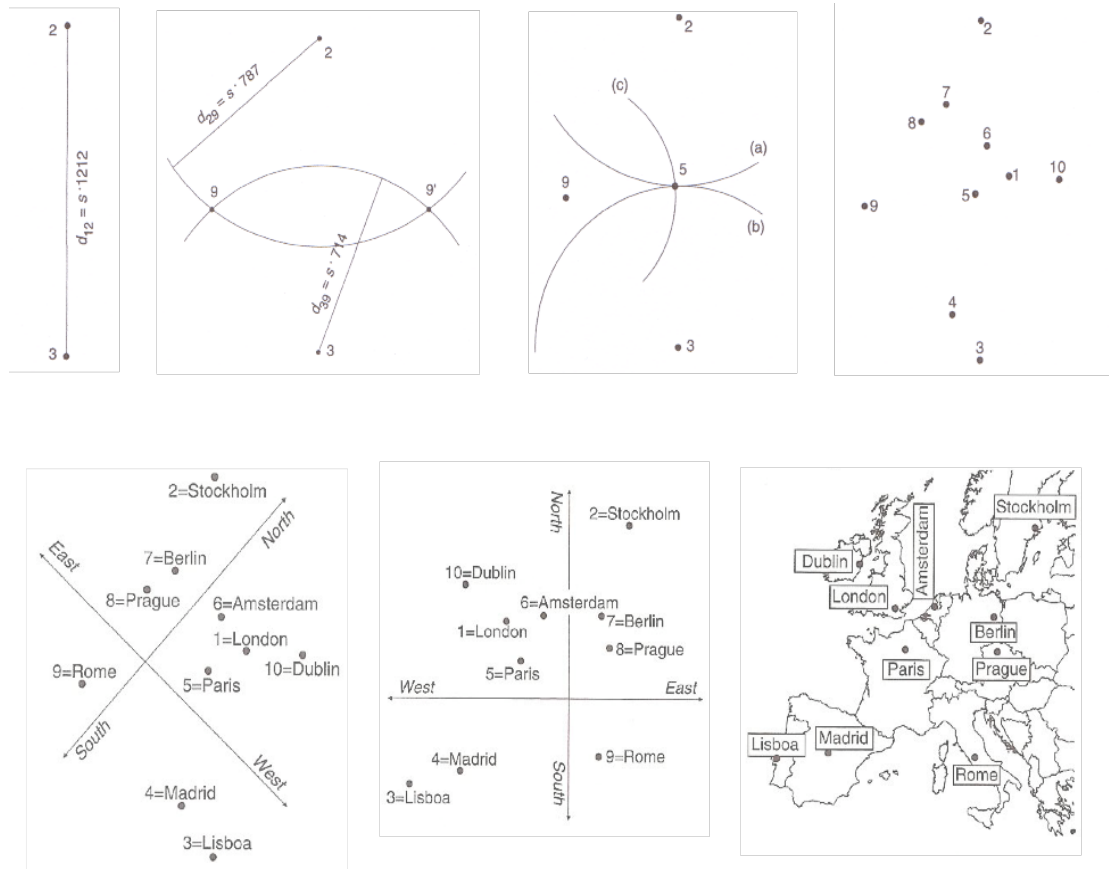 2
d12 = s · 1212
3
2
d29 = s · 787
9
9'
d39 = s · 714
3
2
(c)
5
(a)
9
(b)
3
2
7
8
6
1
10
5
9
4
3
2=Stockholm
North
East
7=Berlin
8=Prague
6=Amsterdam
1=London
10=Dublin
9=Rome
5=Paris
South
West
4=Madrid
3=Lisboa
North
2=Stockholm
10=Dublin
6=Amsterdam
1=London
7=Berlin
8=Prague
5=Paris
West
East
4=Madrid
South
9=Rome
3=Lisboa
Stockholm
Amsterdam
Dublin
London
Berlin
Paris
Prague
Lisboa
Madrid
Rome